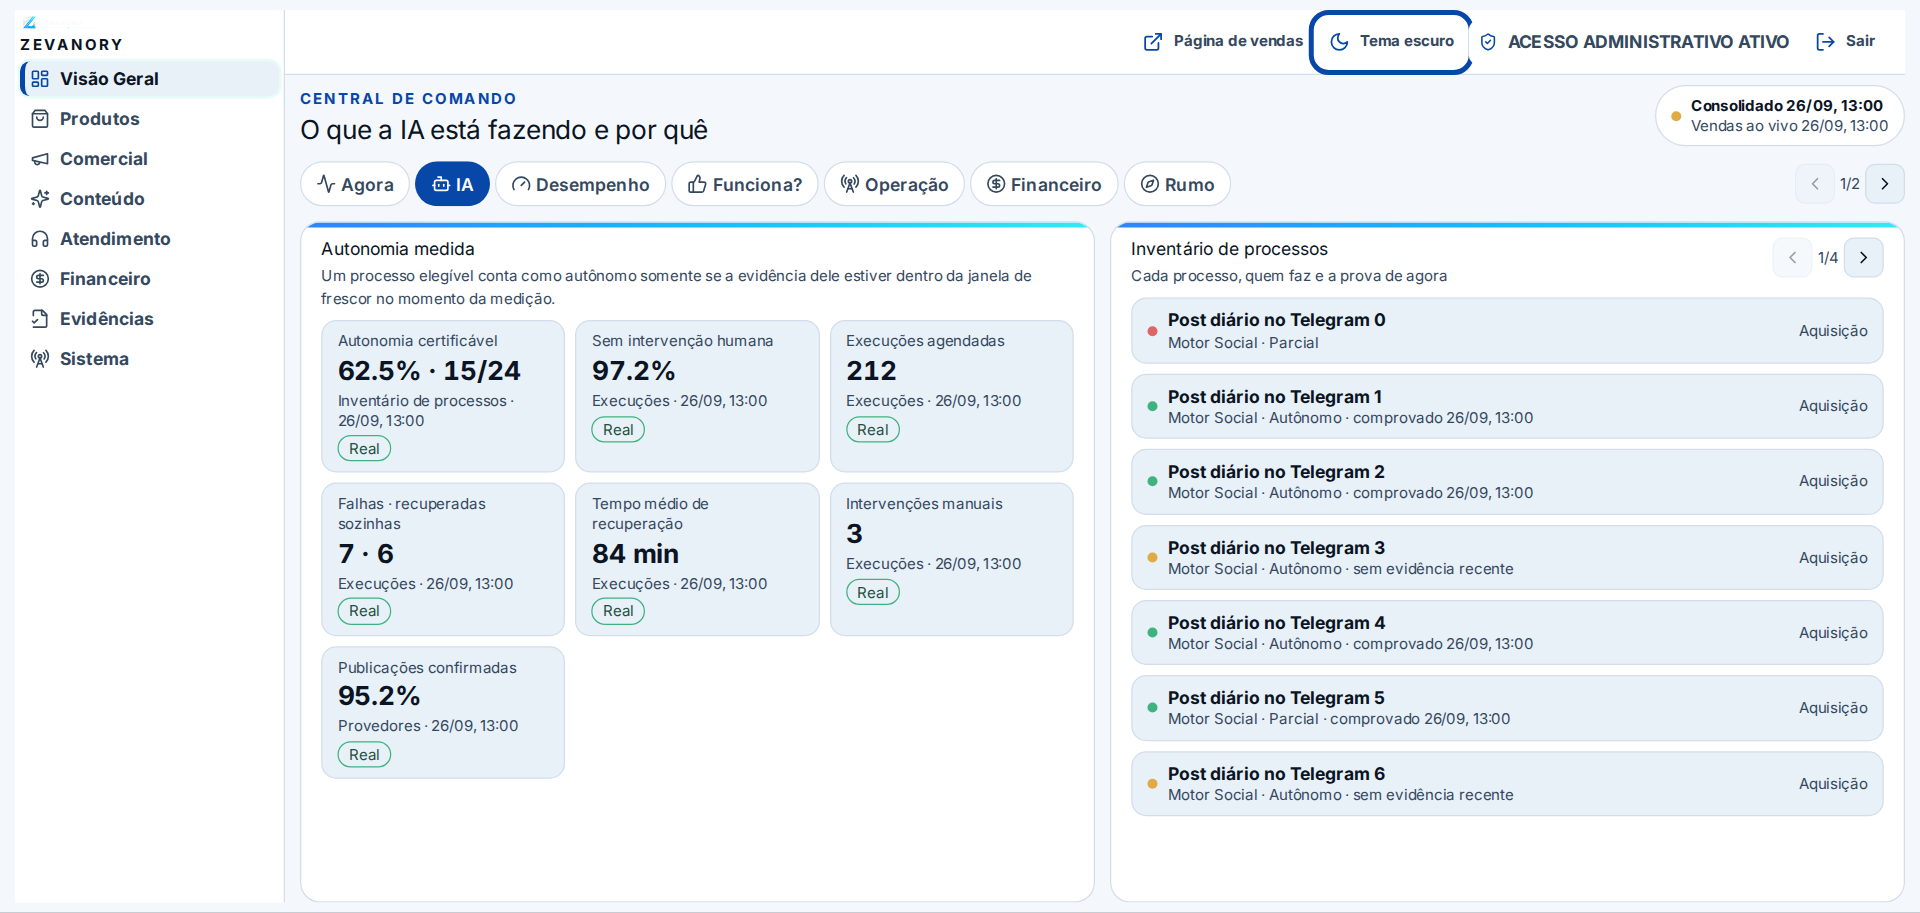 ZEVANORY
Visão Geral
Produtos
Comercial
Conteúdo
Atendimento
Financeiro
Evidências
Sistema
Página de vendas
Tema escuro
ACESSO ADMINISTRATIVO ATIVO
Sair
CENTRAL DE COMANDO
O que a IA está fazendo e por quê
Consolidado 26/09, 13:00
Vendas ao vivo 26/09, 13:00
Agora
IA
Desempenho
Funciona?
Operação
Financeiro
Rumo
1/2
Autonomia medida
Um processo elegível conta como autônomo somente se a evidência dele estiver dentro da janela de
frescor no momento da medição.
Autonomia certificável
62.5% · 15/24
Inventário de processos ·
26/09, 13:00
Real
Sem intervenção humana
97.2%
Execuções · 26/09, 13:00
Real
Execuções agendadas
212
Execuções · 26/09, 13:00
Real
Falhas · recuperadas
sozinhas
7 · 6
Execuções · 26/09, 13:00
Real
Tempo médio de
recuperação
84 min
Execuções · 26/09, 13:00
Real
Intervenções manuais
3
Execuções · 26/09, 13:00
Real
Publicações confirmadas
95.2%
Provedores · 26/09, 13:00
Real
Inventário de processos
Cada processo, quem faz e a prova de agora
1/4
Post diário no Telegram 0
Motor Social · Parcial
Aquisição
Post diário no Telegram 1
Motor Social · Autônomo · comprovado 26/09, 13:00
Aquisição
Post diário no Telegram 2
Motor Social · Autônomo · comprovado 26/09, 13:00
Aquisição
Post diário no Telegram 3
Motor Social · Autônomo · sem evidência recente
Aquisição
Post diário no Telegram 4
Motor Social · Autônomo · comprovado 26/09, 13:00
Aquisição
Post diário no Telegram 5
Motor Social · Parcial · comprovado 26/09, 13:00
Aquisição
Post diário no Telegram 6
Motor Social · Autônomo · sem evidência recente
Aquisição